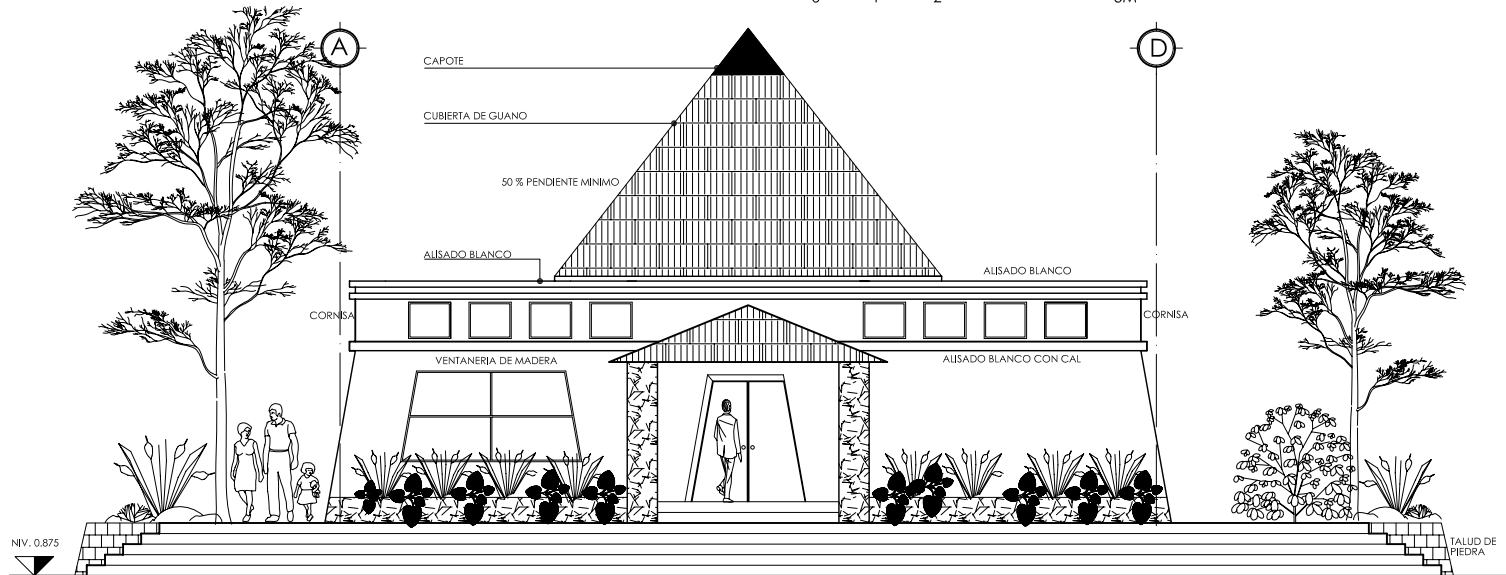 A
D
CAPOTE
CUBIERTA DE GUANO
50 % PENDIENTE MINIMO
ALISADO BLANCO
ALISADO BLANCO
CORNISA
CORNISA
VENTANERIA DE MADERA
ALISADO BLANCO CON CAL
NIV. 0.875
TALUD DE
PIEDRA